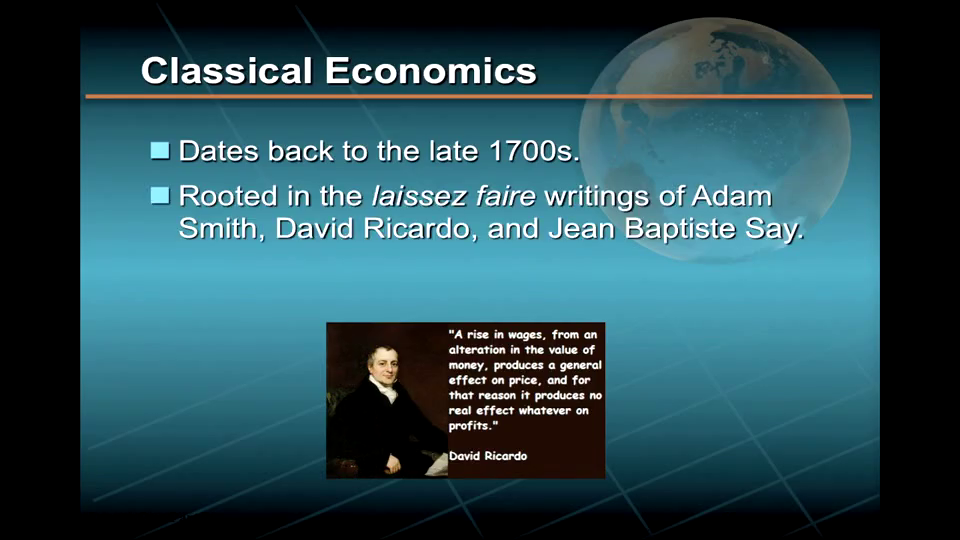 Classical Economics
Dates back to the late 1700s.
Rooted in the laissez faire writings of Adam
Smith, David Ricardo, and Jean Baptiste Say.
"A rise in wages, from an
alteration in the value of
money, produces a general
effect on price, and for
that reason it produces no
real effect whatever on
profits."
David Ricardo